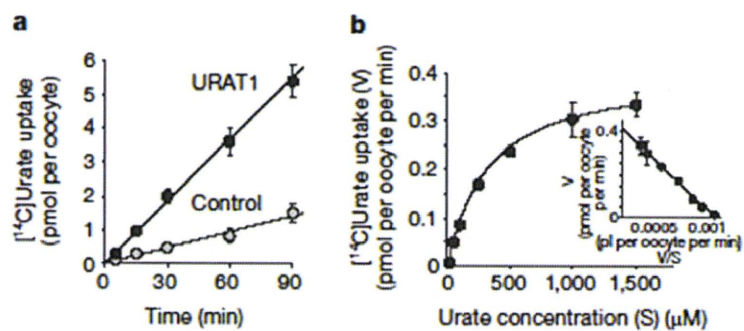 a
[14C]Urate uptake
(pmol per oocyte)
6
5
4
3
2
1
0
URAT1
Control
0
30
60
90
Time (min)
b
[14C]Urate uptake (V)
(pmol per oocyte per min)
0.4
0.3
0.2
0.1
0
0
500
1,000
1,500
Urate concentration (S) (μM)
V
(pmol per oocyte
per min)
0.4
0
0.0005
0.001
(pl per oocyte per min)
V/S